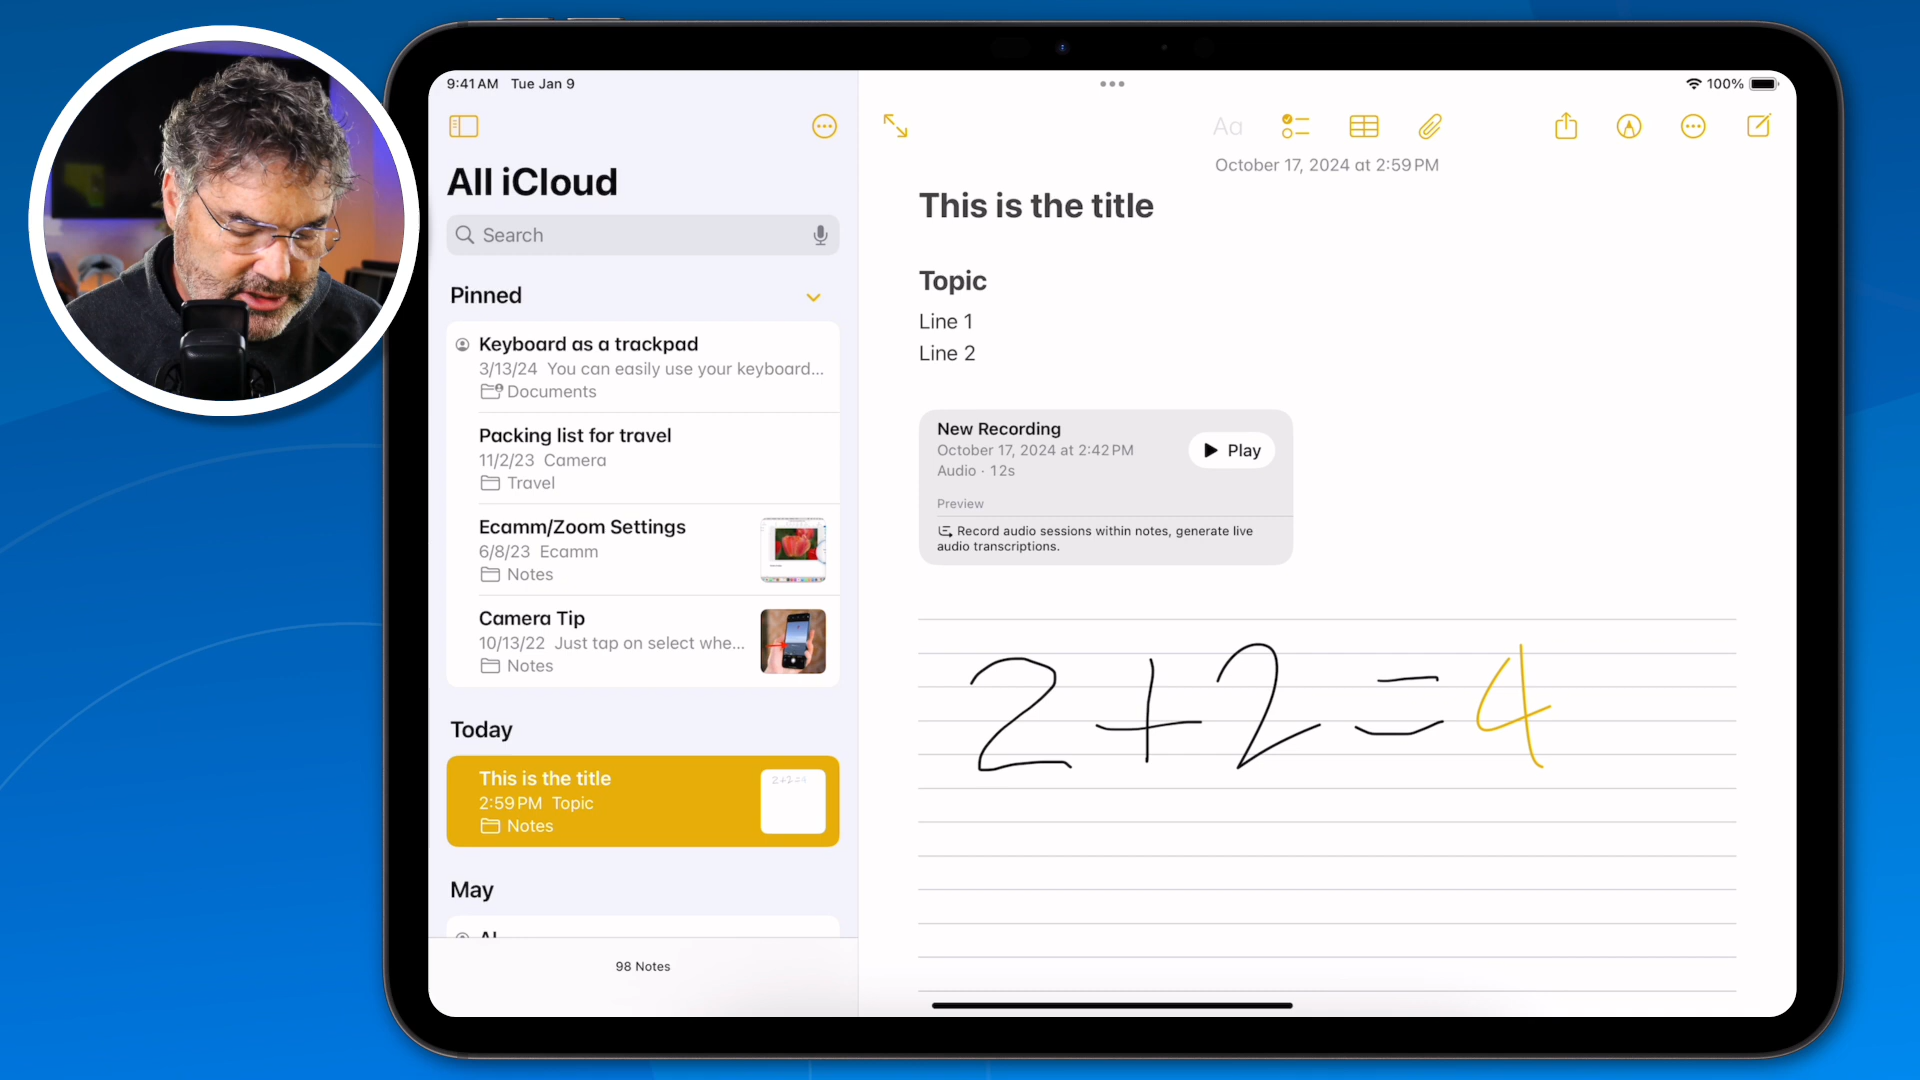 9:41 AM Tue Jan 9
100%
All iCloud
Search
Pinned
Keyboard as a trackpad
3/13/24 You can easily use your keyboard...
Documents
Packing list for travel
11/2/23 Camera
Travel
Ecamm/Zoom Settings
6/8/23 Ecamm
Notes
Camera Tip
10/13/22 Just tap on select whe...
Notes
Today
This is the title
2:59 PM Topic
Notes
2+2=4
May
98 Notes
Aa
October 17, 2024 at 2:59 PM
This is the title
Topic
Line 1
Line 2
New Recording
October 17, 2024 at 2:42 PM
Audio · 12s
Play
Preview
Record audio sessions within notes, generate live
audio transcriptions.
2+2=4